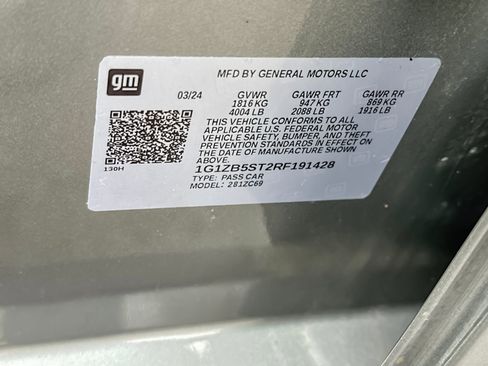 gm
MFD BY GENERAL MOTORS LLC
03/24 GVWR GAWR FRT GAWR RR
1816 KG 947 KG 869 KG
4004 LB 2088 LB 1916 LB
THIS VEHICLE CONFORMS TO ALL
APPLICABLE U.S. FEDERAL MOTOR
VEHICLE SAFETY, BUMPER, AND THEFT
PREVENTION STANDARDS IN EFFECT ON
THE DATE OF MANUFACTURE SHOWN
ABOVE.
130H
1G1ZB5ST2RF191428
TYPE: PASS CAR
MODEL: 281ZC69